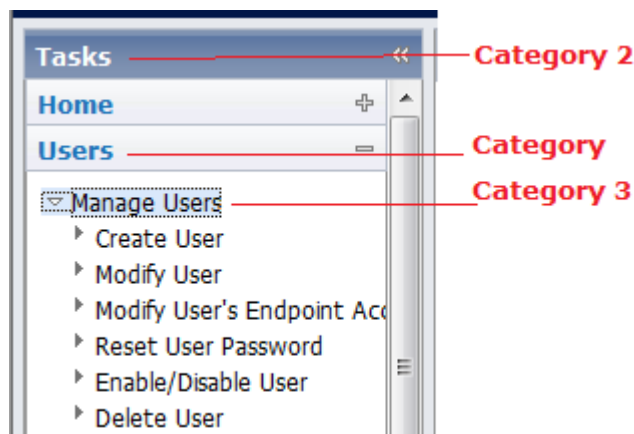 Tasks Category 2
Home
Users Category
Manage Users Category 3
Create User
Modify User
Modify User's Endpoint Acc
Reset User Password
Enable/Disable User
Delete User